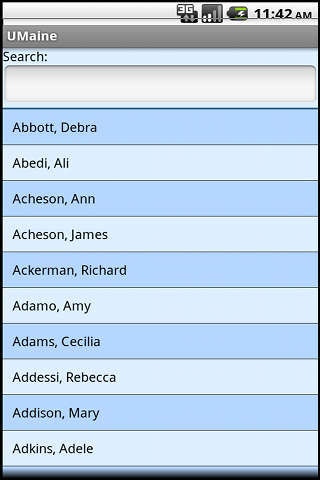 3G 11:42 AM
UMaine
Search:
Abbott, Debra
Abedi, Ali
Acheson, Ann
Acheson, James
Ackerman, Richard
Adamo, Amy
Adams, Cecilia
Addessi, Rebecca
Addison, Mary
Adkins, Adele